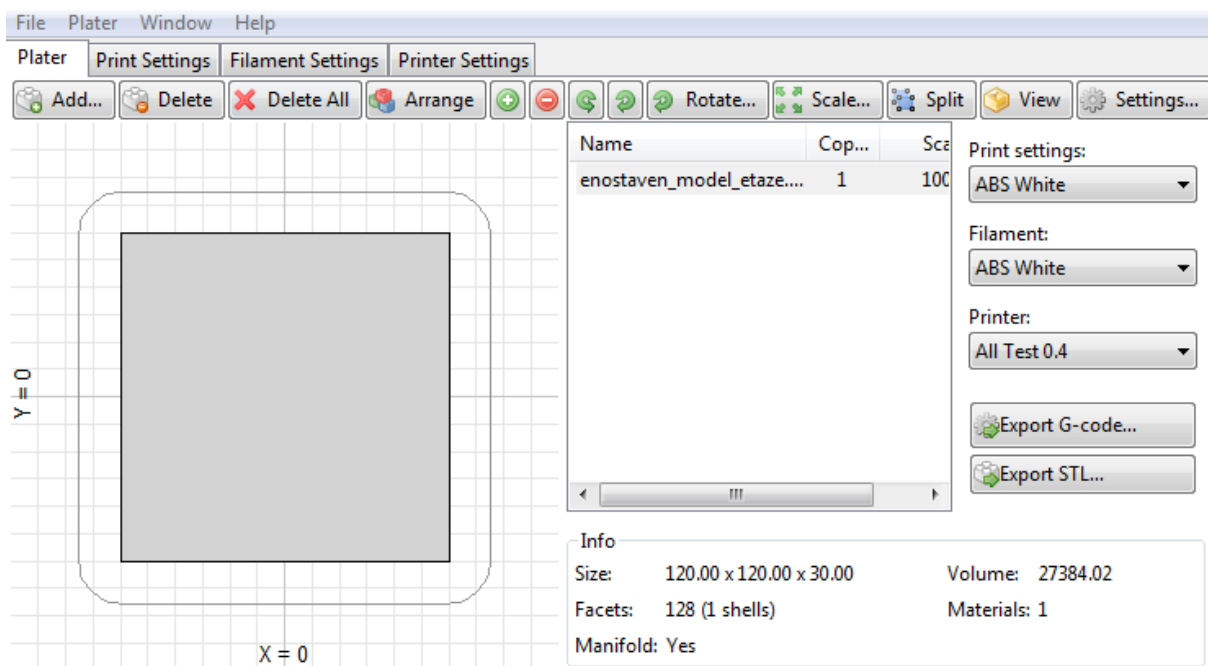 File Plater Window Help
Plater Print Settings Filament Settings Printer Settings
Add... Delete Delete All Arrange Rotate... Scale... Split View Settings...
Name Cop... Sca
enostaven_model_etaze.... 1 100
Print settings:
ABS White
Filament:
ABS White
Printer:
All Test 0.4
Export G-code...
Export STL...
Y = 0
X = 0
Info
Size: 120.00 x 120.00 x 30.00 Volume: 27384.02
Facets: 128 (1 shells) Materials: 1
Manifold: Yes